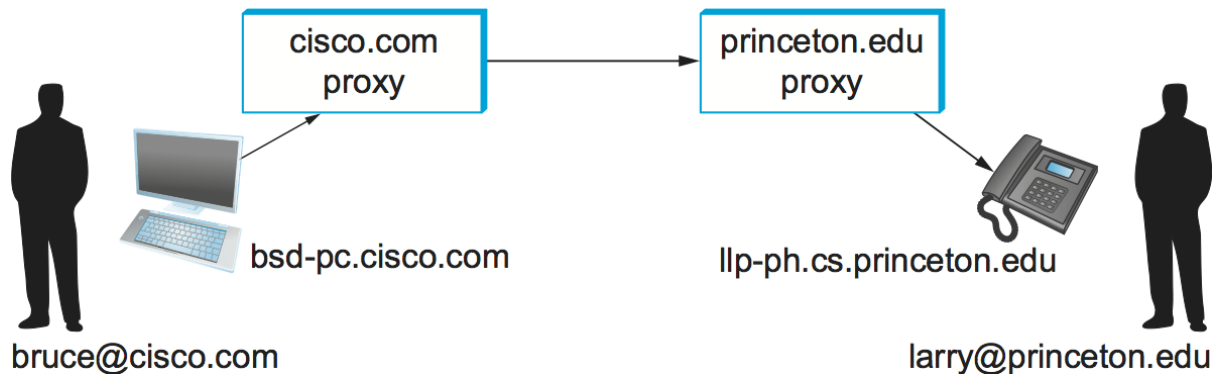 cisco.com
proxy
princeton.edu
proxy
bsd-pc.cisco.com
llp-ph.cs.princeton.edu
bruce@cisco.com
larry@princeton.edu